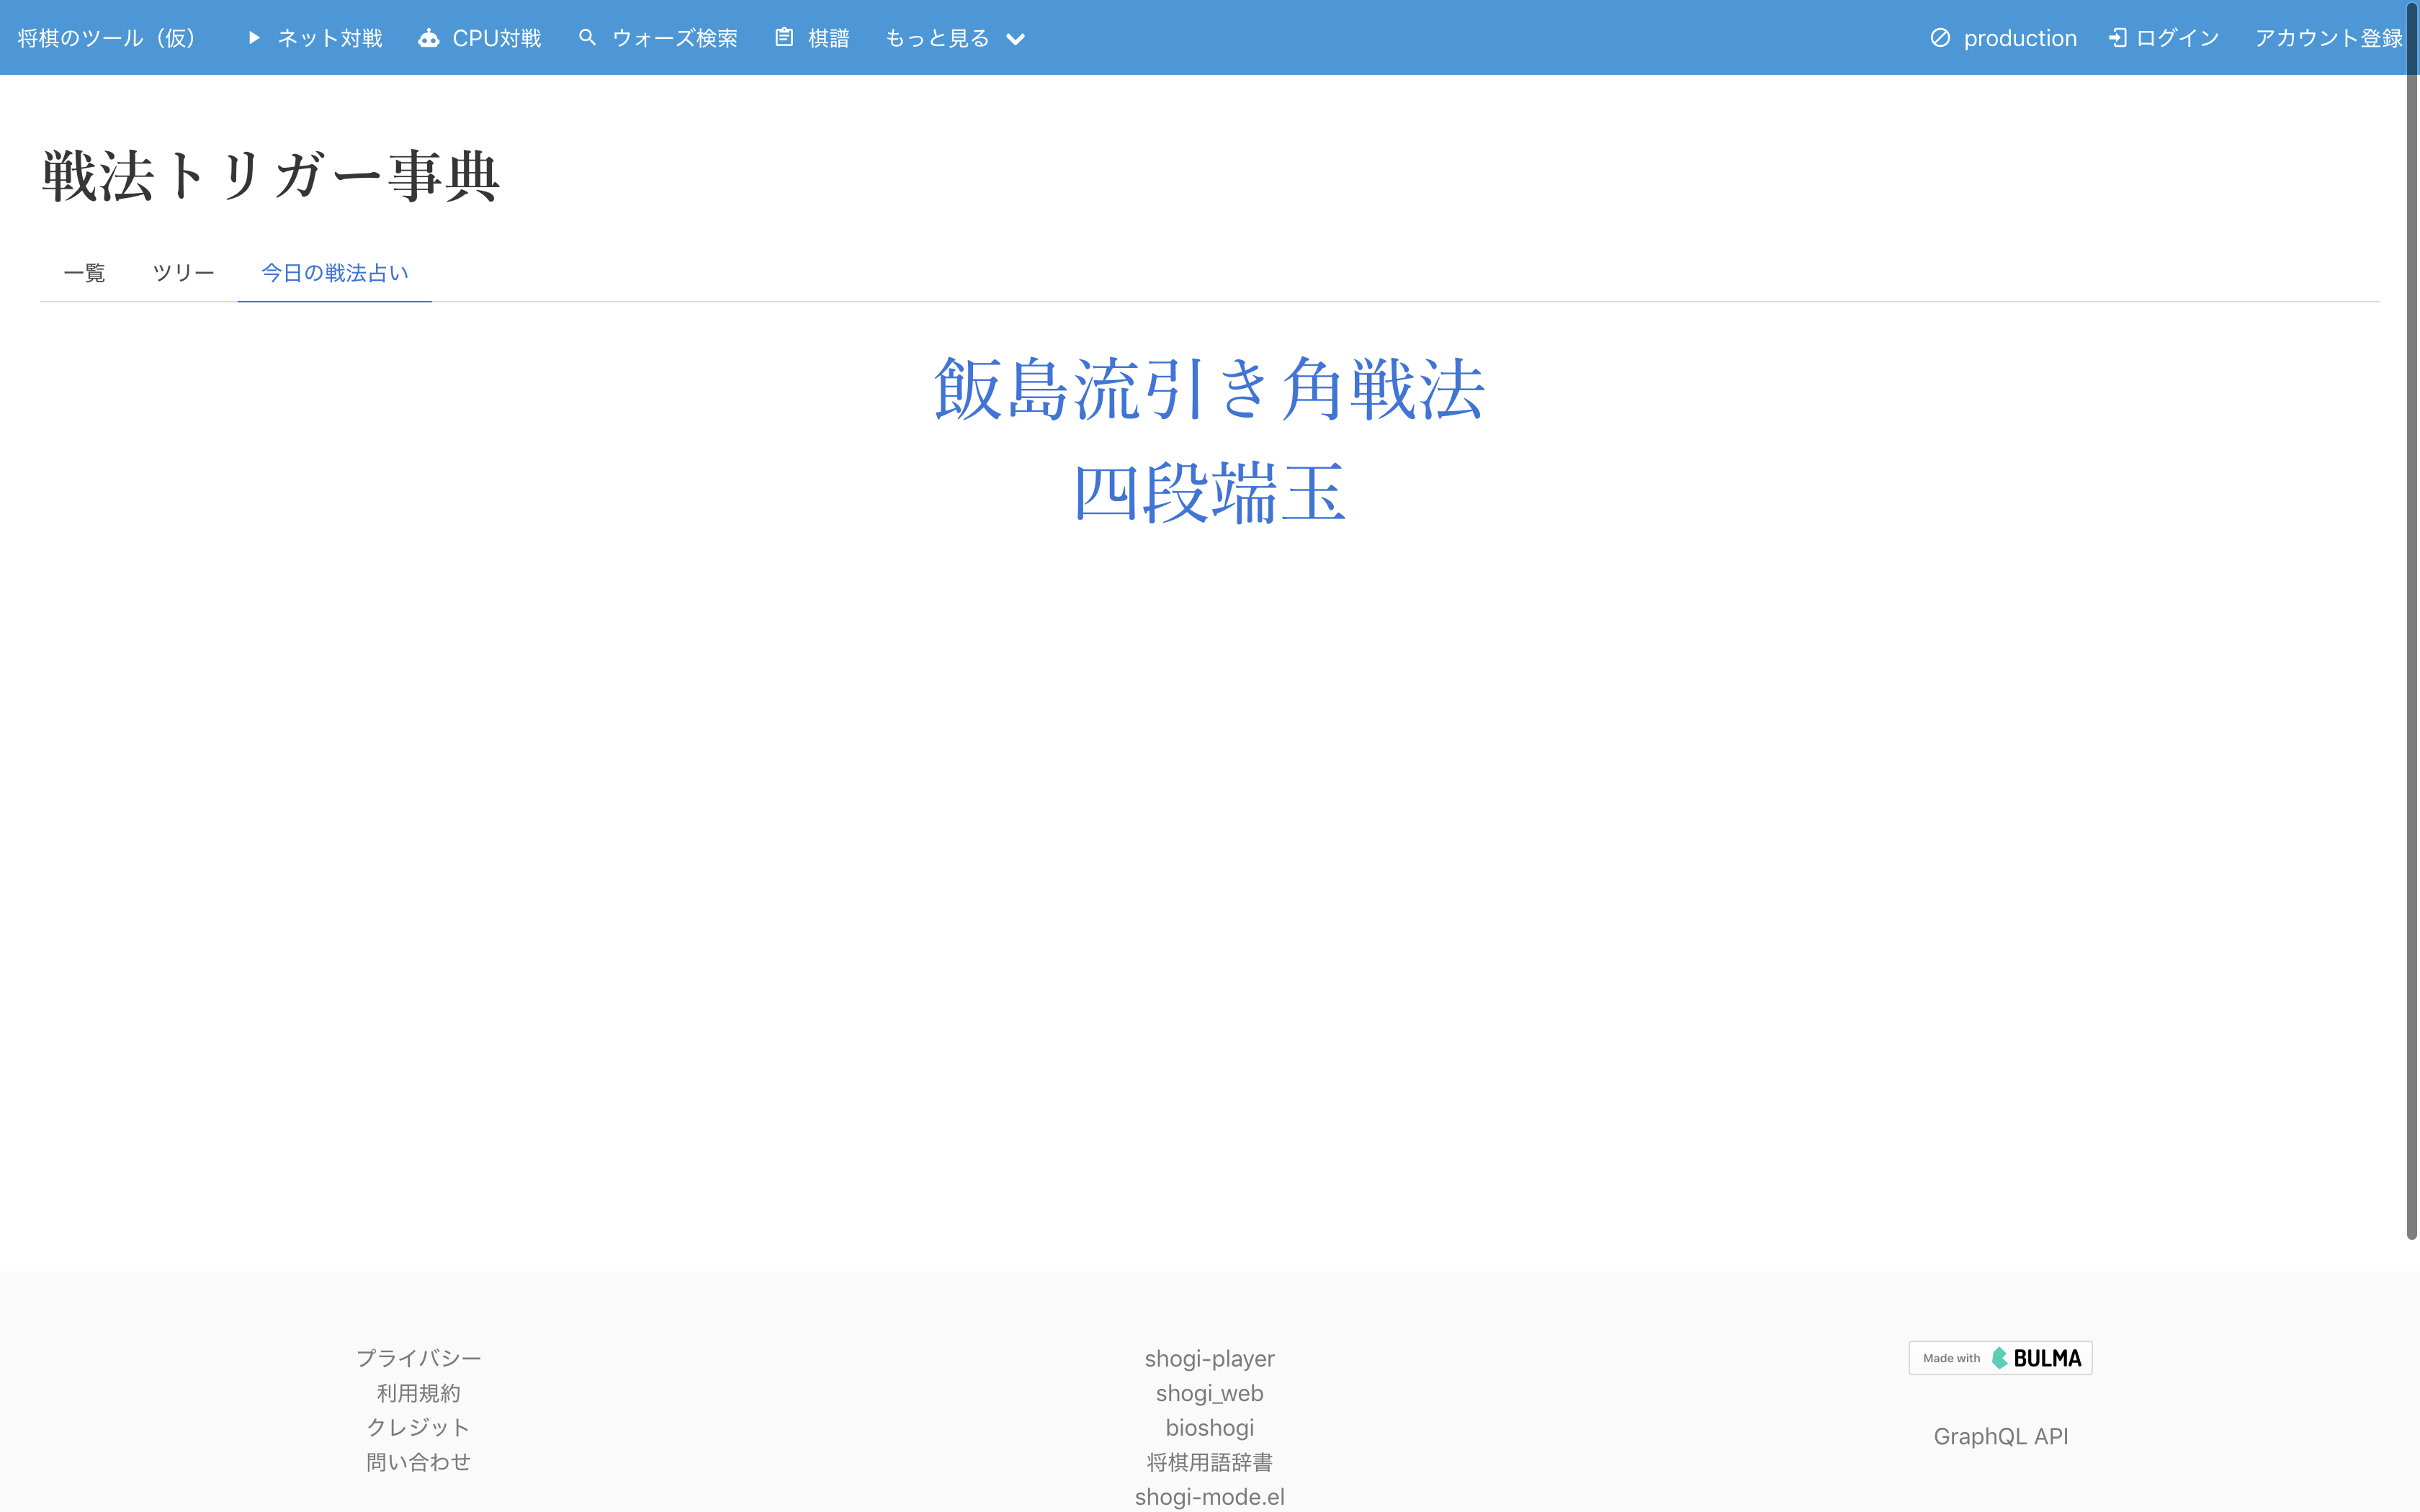 将棋のツール（仮） ネット対戦 CPU対戦 ウォーズ検索 棋譜 もっと見る production ログイン アカウント登録
戦法トリガー事典
一覧 ツリー 今日の戦法占い
飯島流引き角戦法
四段端玉
プライバシー
利用規約
クレジット
問い合わせ
shogi-player
shogi_web
bioshogi
将棋用語辞書
shogi-mode.el
Made with BULMA
GraphQL API